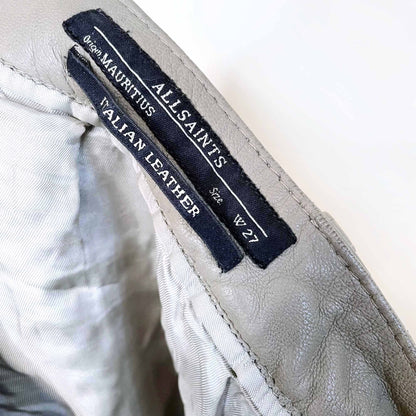 ALLSAINTS
Origin MAURITIUS
Size W 27
ITALIAN LEATHER